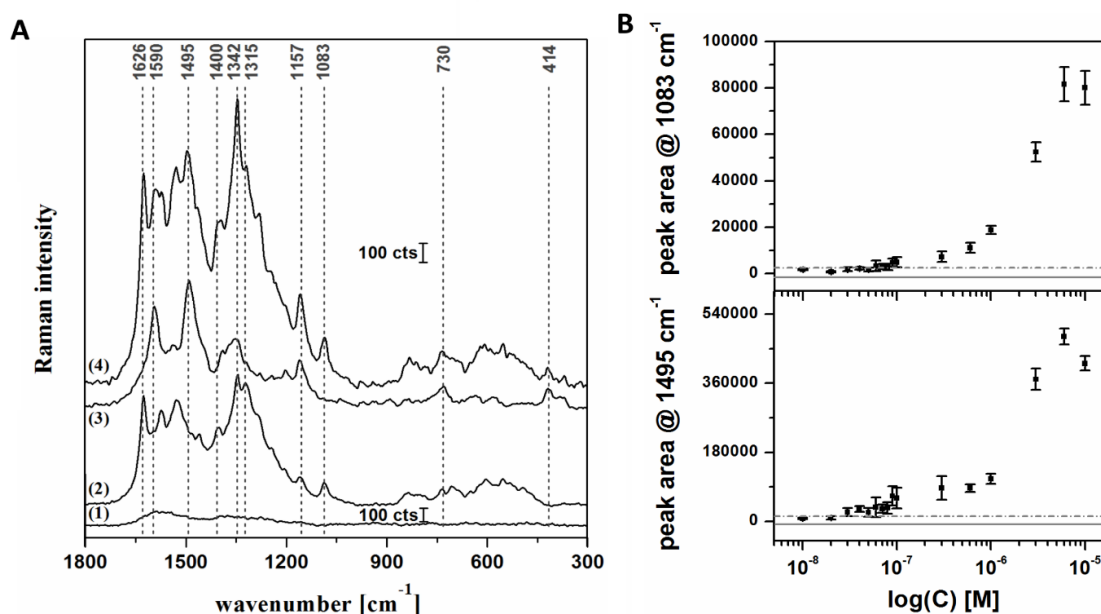 A
1626
1590
1495
1400
1342
1315
1157
1083
730
414
100 cts
(4)
(3)
(2)
(1)
100 cts
Raman intensity
1800 1500 1200 900 600 300
wavenumber [cm⁻¹]
B
100000
80000
60000
40000
20000
0
peak area @ 1083 cm⁻¹
540000
360000
180000
0
peak area @ 1495 cm⁻¹
10⁻⁸ 10⁻⁷ 10⁻⁶ 10⁻⁵
log(C) [M]